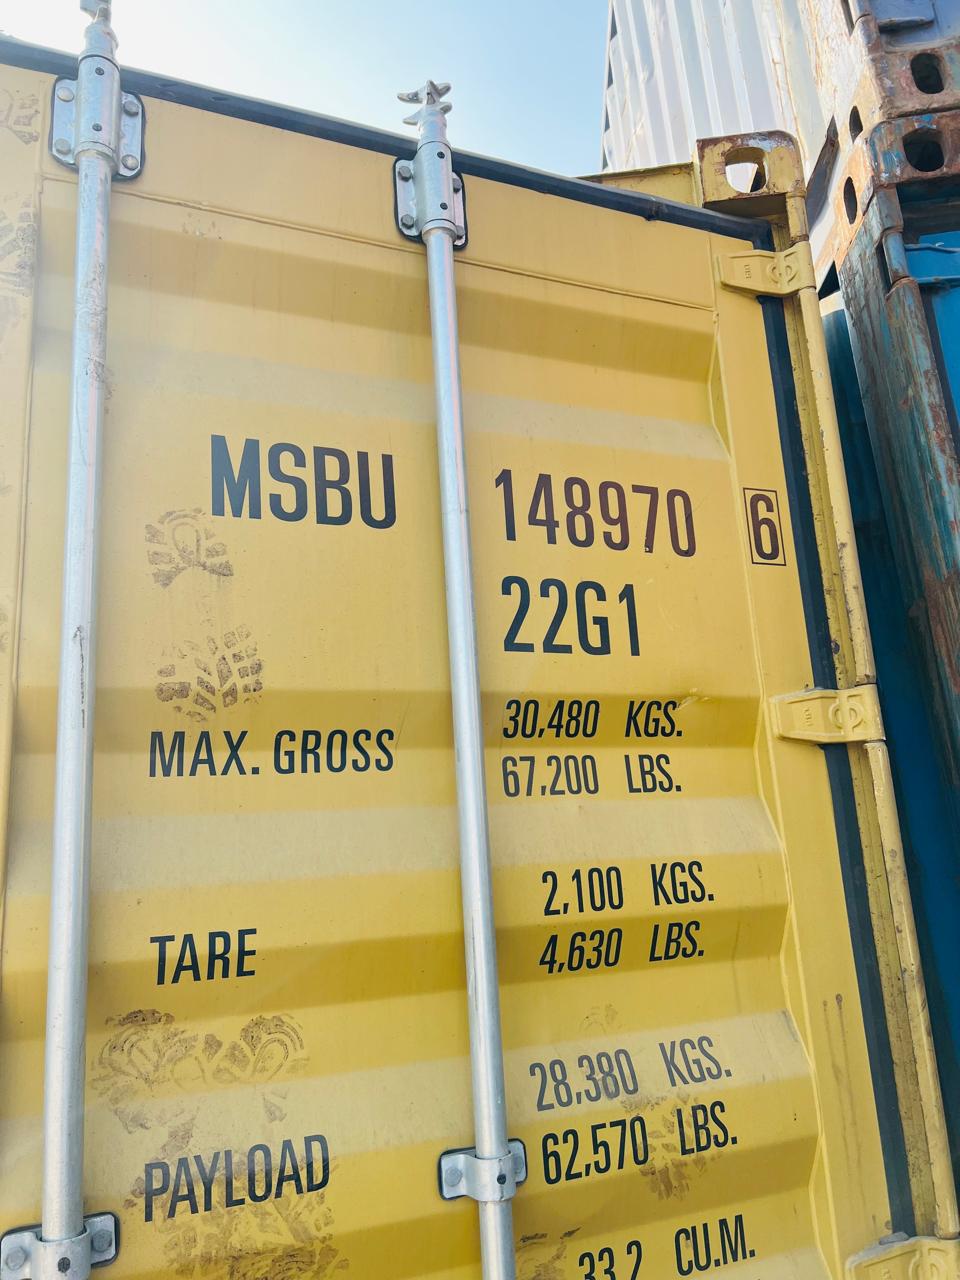 MSBU 148970 6
22G1
MAX. GROSS 30,480 KGS.
67,200 LBS.
TARE 2,100 KGS.
4,630 LBS.
PAYLOAD 28,380 KGS.
62,570 LBS.
33.2 CU.M.